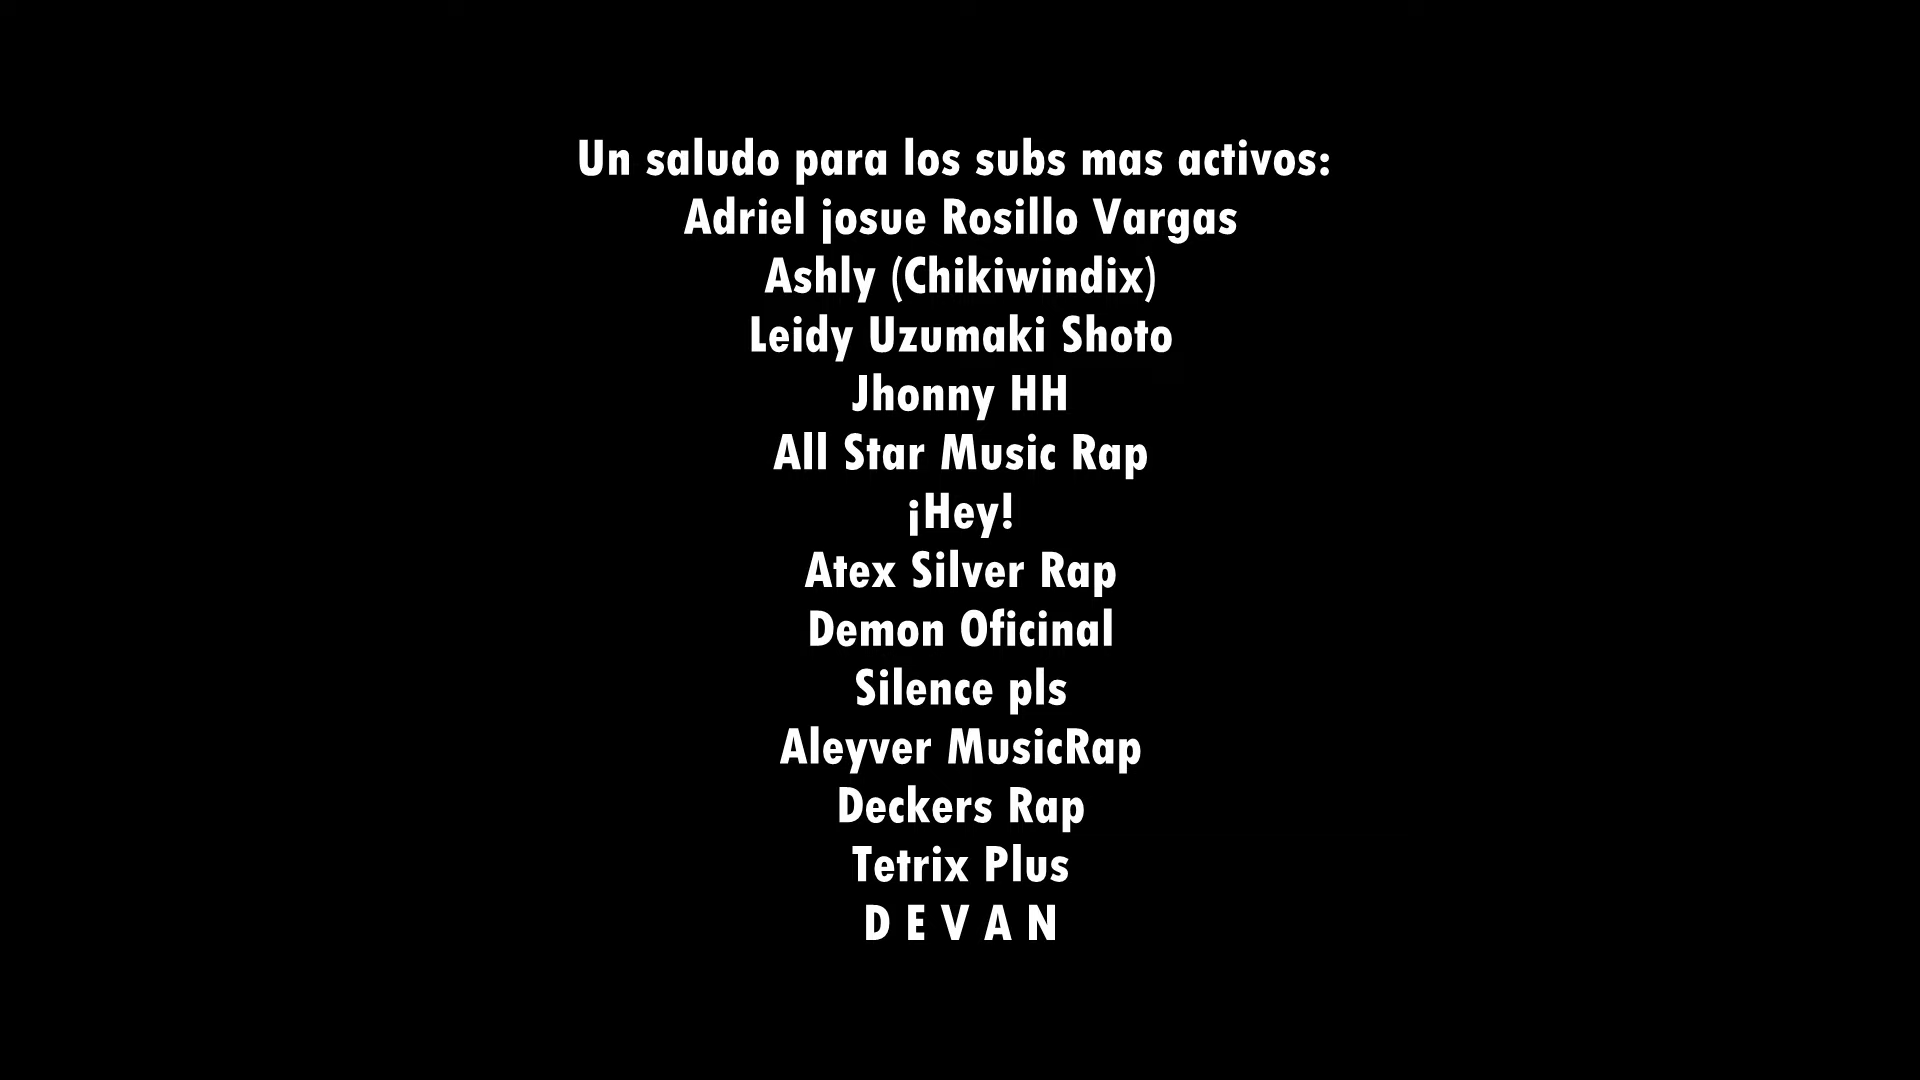 Un saludo para los subs mas activos:
Adriel josue Rosillo Vargas
Ashly (Chikiwindix)
Leidy Uzumaki Shoto
Jhonny HH
All Star Music Rap
¡Hey!
Atex Silver Rap
Demon Oficinal
Silence pls
Aleyver MusicRap
Deckers Rap
Tetrix Plus
D E V A N